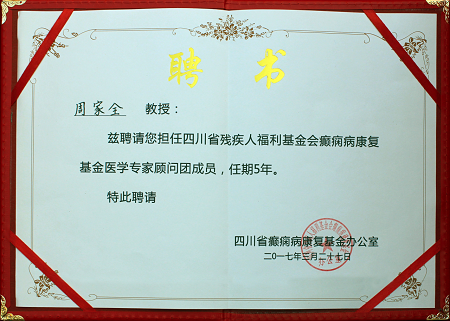 聘书
周家全 教授：
兹聘请您担任四川省残疾人福利基金会癫痫病康复
基金医学专家顾问团成员，任期5年。
特此聘请
四川省癫痫病康复基金办公室
二〇一七年三月二十七日